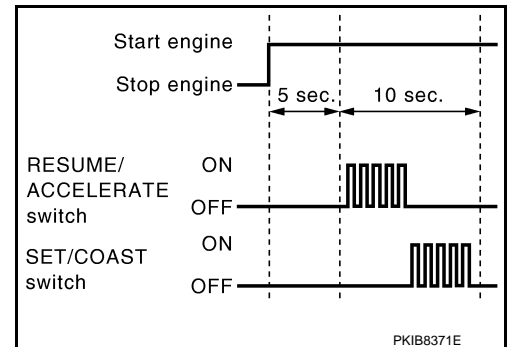 Start engine
Stop engine
5 sec. 10 sec.
RESUME/ ON
ACCELERATE
switch OFF
SET/COAST ON
switch OFF
PKIB8371E